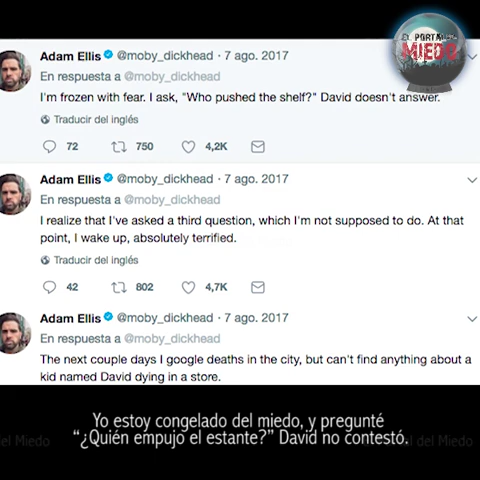 EL PORTAL DEL
MIEDO
Adam Ellis @moby_dickhead · 7 ago. 2017
En respuesta a @moby_dickhead
I'm frozen with fear. I ask, "Who pushed the shelf?" David doesn't answer.
Traducir del inglés
72 750 4,2K
Adam Ellis @moby_dickhead · 7 ago. 2017
En respuesta a @moby_dickhead
I realize that I've asked a third question, which I'm not supposed to do. At that
point, I wake up, absolutely terrified.
Traducir del inglés
42 802 4,7K
Adam Ellis @moby_dickhead · 7 ago. 2017
En respuesta a @moby_dickhead
The next couple days I google deaths in the city, but can't find anything about a
kid named David dying in a store.
Yo estoy congelado del miedo, y pregunté
"¿Quién empujo el estante?" David no contestó.
el Miedo
al del Miedo